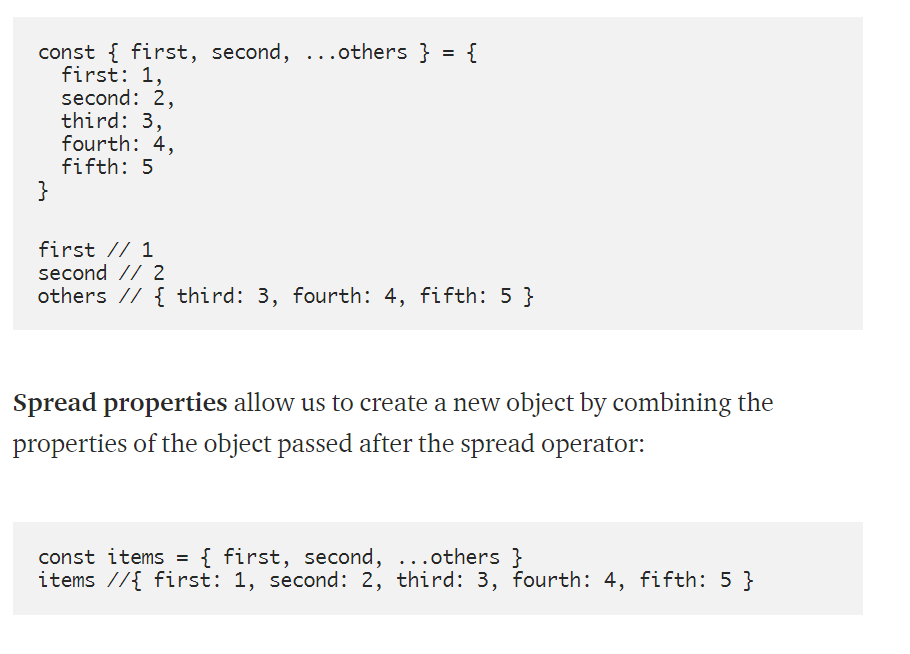 const { first, second, ...others } = {
  first: 1,
  second: 2,
  third: 3,
  fourth: 4,
  fifth: 5
}
first // 1
second // 2
others // { third: 3, fourth: 4, fifth: 5 }
Spread properties allow us to create a new object by combining the
properties of the object passed after the spread operator:
const items = { first, second, ...others }
items //{ first: 1, second: 2, third: 3, fourth: 4, fifth: 5 }